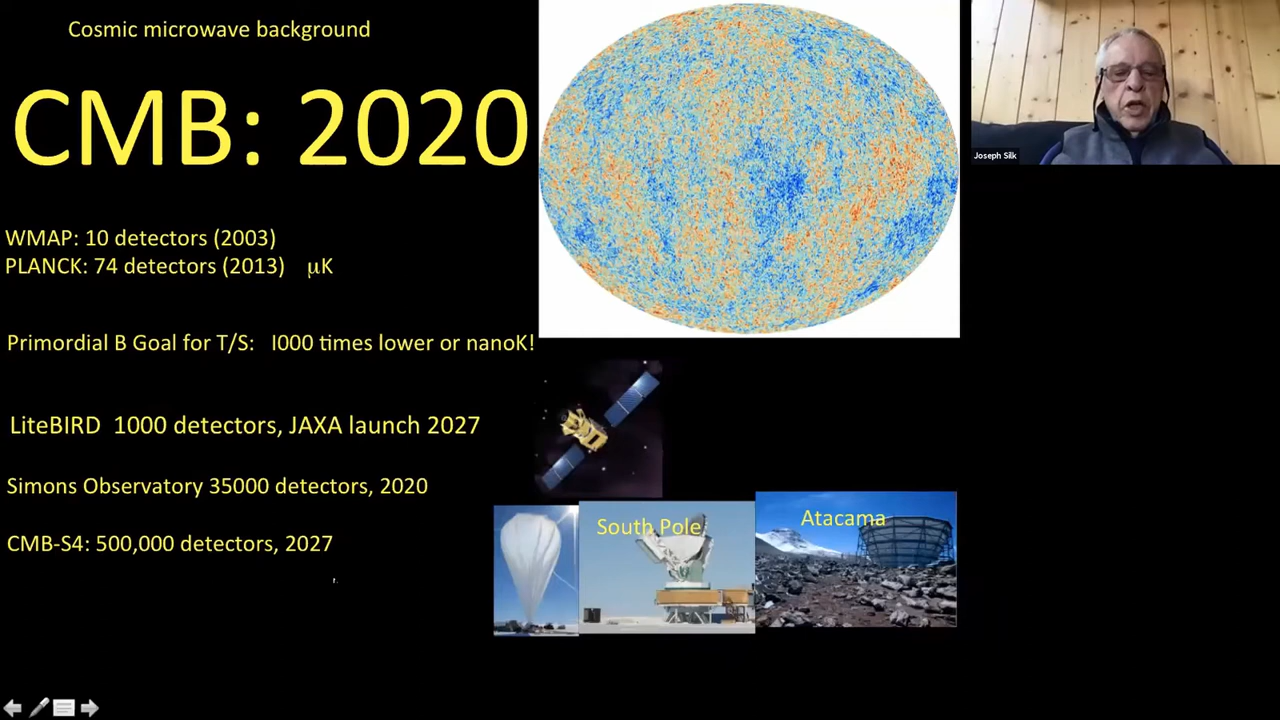 Cosmic microwave background
CMB: 2020
WMAP: 10 detectors (2003)
PLANCK: 74 detectors (2013) μK
Primordial B Goal for T/S: I000 times lower or nanoK!
LiteBIRD 1000 detectors, JAXA launch 2027
Simons Observatory 35000 detectors, 2020
CMB-S4: 500,000 detectors, 2027
South Pole
Atacama
Joseph Silk